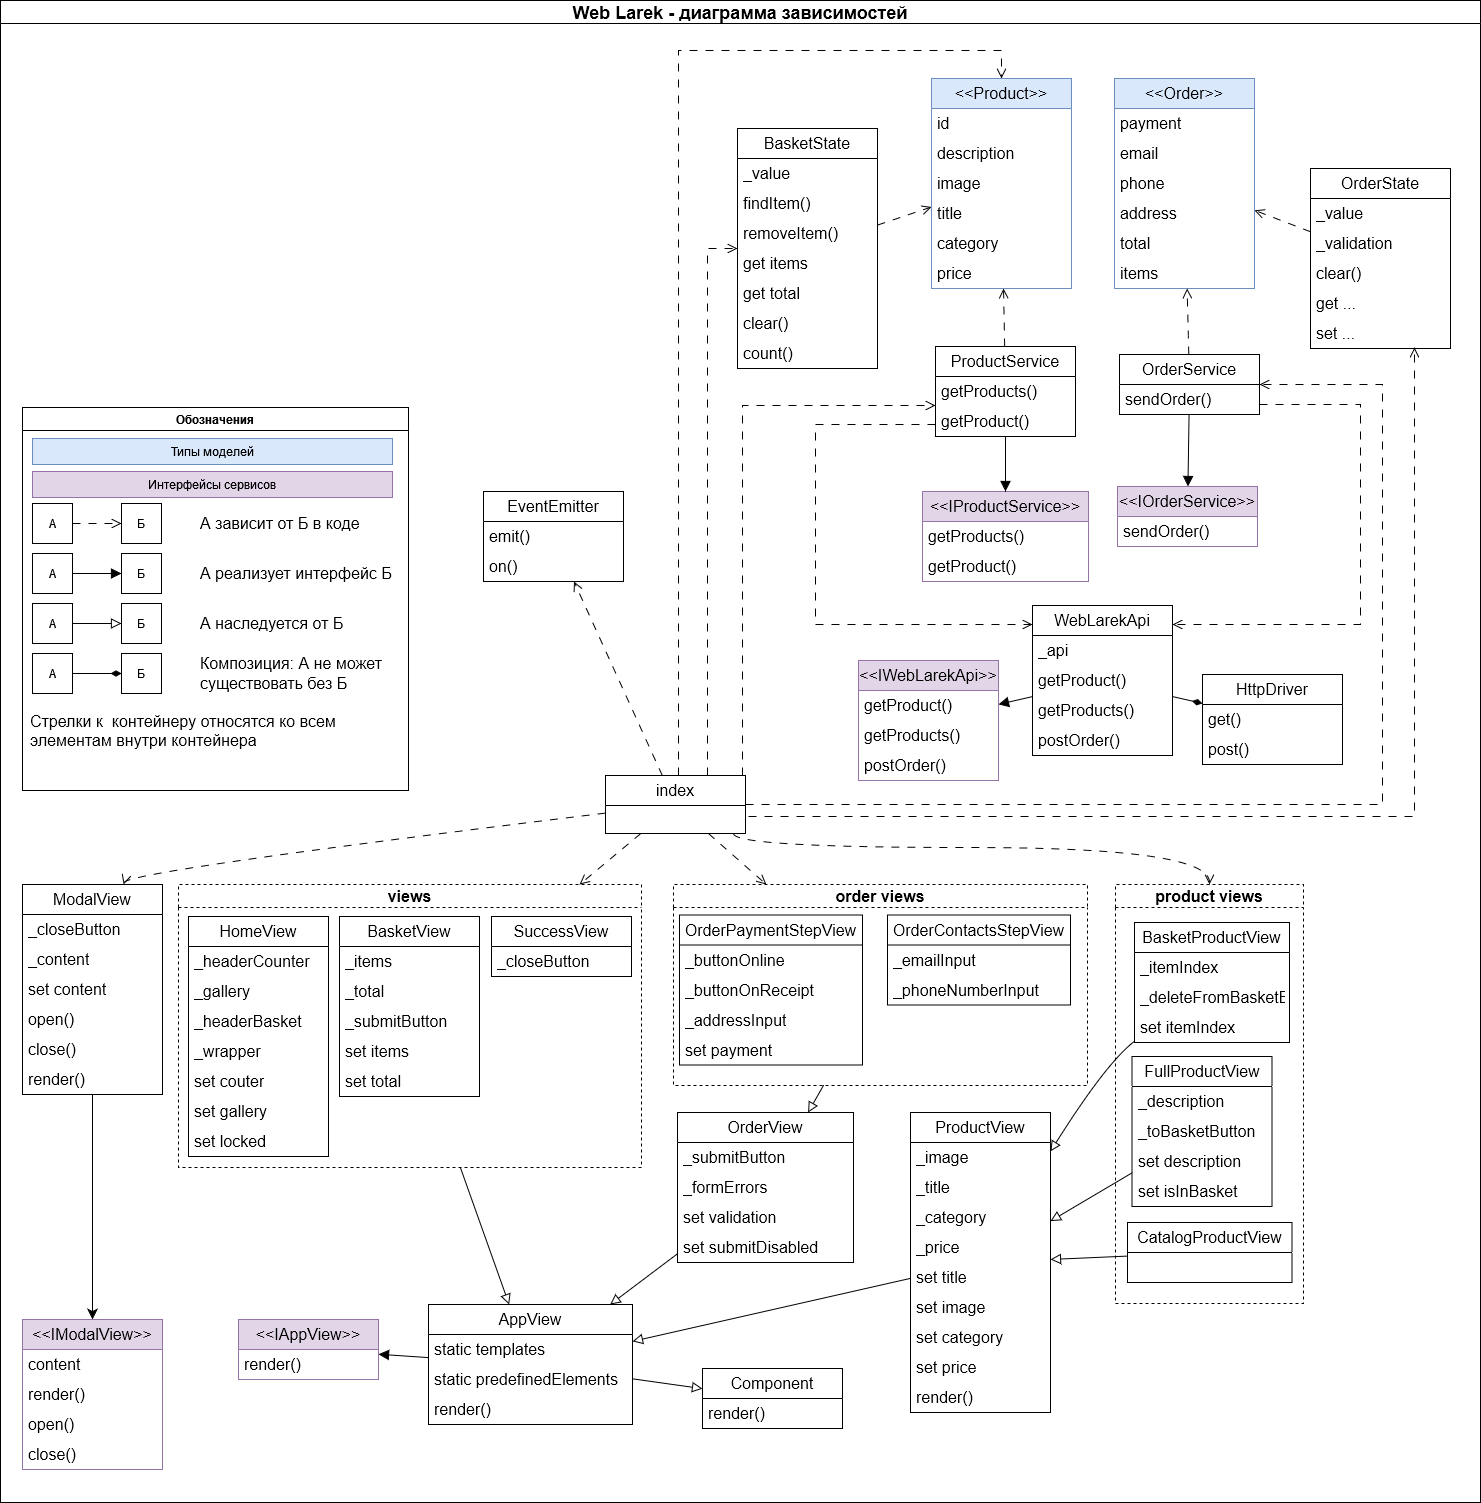 Web Larek - диаграмма зависимостей
<<Product>>
id
description
image
title
category
price
<<Order>>
payment
email
phone
address
total
items
BasketState
_value
findItem()
removeItem()
get items
get total
clear()
count()
OrderState
_value
_validation
clear()
get ...
set ...
ProductService
getProducts()
getProduct()
OrderService
sendOrder()
Обозначения
Типы моделей
Интерфейсы сервисов
А
Б
А зависит от Б в коде
А
Б
А реализует интерфейс Б
А
Б
А наследуется от Б
А
Б
Композиция: А не может
существовать без Б
Стрелки к контейнеру относятся ко всем
элементам внутри контейнера
EventEmitter
emit()
on()
<<IProductService>>
getProducts()
getProduct()
<<IOrderService>>
sendOrder()
WebLarekApi
_api
getProduct()
getProducts()
postOrder()
<<IWebLarekApi>>
getProduct()
getProducts()
postOrder()
HttpDriver
get()
post()
index
ModalView
_closeButton
_content
set content
open()
close()
render()
views
HomeView
_headerCounter
_gallery
_headerBasket
_wrapper
set couter
set gallery
set locked
BasketView
_items
_total
_submitButton
set items
set total
SuccessView
_closeButton
order views
OrderPaymentStepView
_buttonOnline
_buttonOnReceipt
_addressInput
set payment
OrderContactsStepView
_emailInput
_phoneNumberInput
product views
BasketProductView
_itemIndex
_deleteFromBasketE
set itemIndex
FullProductView
_description
_toBasketButton
set description
set isInBasket
CatalogProductView
OrderView
_submitButton
_formErrors
set validation
set submitDisabled
ProductView
_image
_title
_category
_price
set title
set image
set category
set price
render()
<<IModalView>>
content
render()
open()
close()
<<IAppView>>
render()
AppView
static templates
static predefinedElements
render()
Component
render()